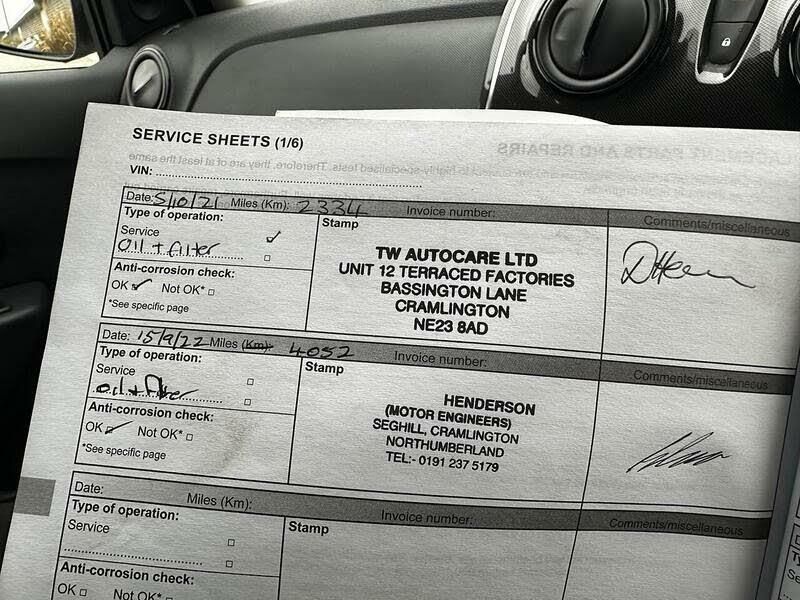 SERVICE SHEETS (1/6)
VIN:
Date: 5/10/21 Miles (Km): 2334 Invoice number: Comments/miscellaneous
Type of operation:
Service ✓
Oil + filter
Anti-corrosion check:
OK ✓ Not OK*
*See specific page
Stamp
TW AUTOCARE LTD
UNIT 12 TERRACED FACTORIES
BASSINGTON LANE
CRAMLINGTON
NE23 8AD
Date: 15/9/22 Miles (Km): 4052 Invoice number: Comments/miscellaneous
Type of operation:
Service
oil + filter
Anti-corrosion check:
OK ✓ Not OK*
*See specific page
Stamp
HENDERSON
(MOTOR ENGINEERS)
SEGHILL, CRAMLINGTON
NORTHUMBERLAND
TEL:- 0191 237 5179
Date: Miles (Km): Invoice number: Comments/miscellaneous
Type of operation:
Service
Anti-corrosion check:
OK Not OK*
Stamp